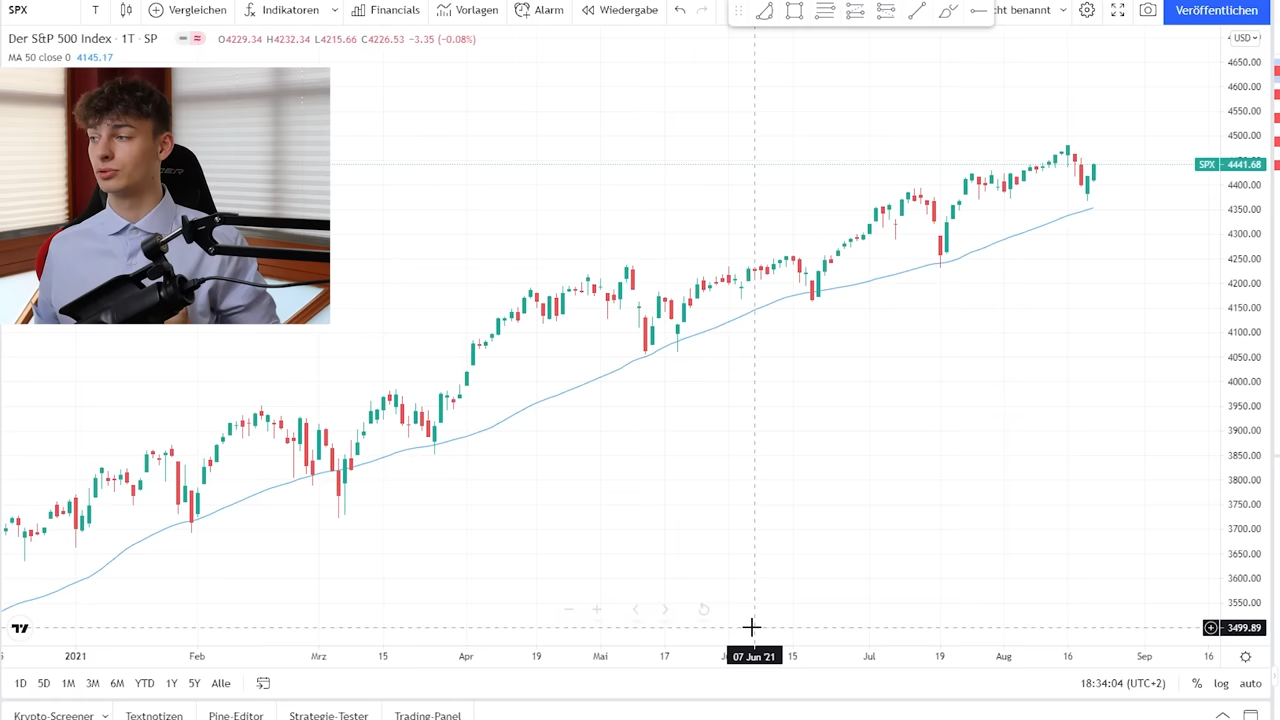 SPX T Vergleichen Indikatoren Financials Vorlagen Alarm Wiedergabe ht benannt Veröffentlichen
Der S&P 500 Index · 1T · SP O4229.34 H4232.34 L4215.66 C4226.53 −3.35 (−0.08%)
USD
MA 50 close 0 4145.17
4650.00
4600.00
4550.00
4500.00
SPX 4441.68
4400.00
4350.00
4300.00
4250.00
4200.00
4150.00
4100.00
4050.00
4000.00
3950.00
3900.00
3850.00
3800.00
3750.00
3700.00
3650.00
3600.00
3550.00
3499.89
2021 Feb Mrz 15 Apr 19 Mai 17 07 Jun '21 15 Jul 19 Aug 16 Sep 16
1D 5D 1M 3M 6M YTD 1Y 5Y Alle 18:34:04 (UTC+2) % log auto
Krypto-Screener Textnotizen Pine-Editor Strategie-Tester Trading-Panel